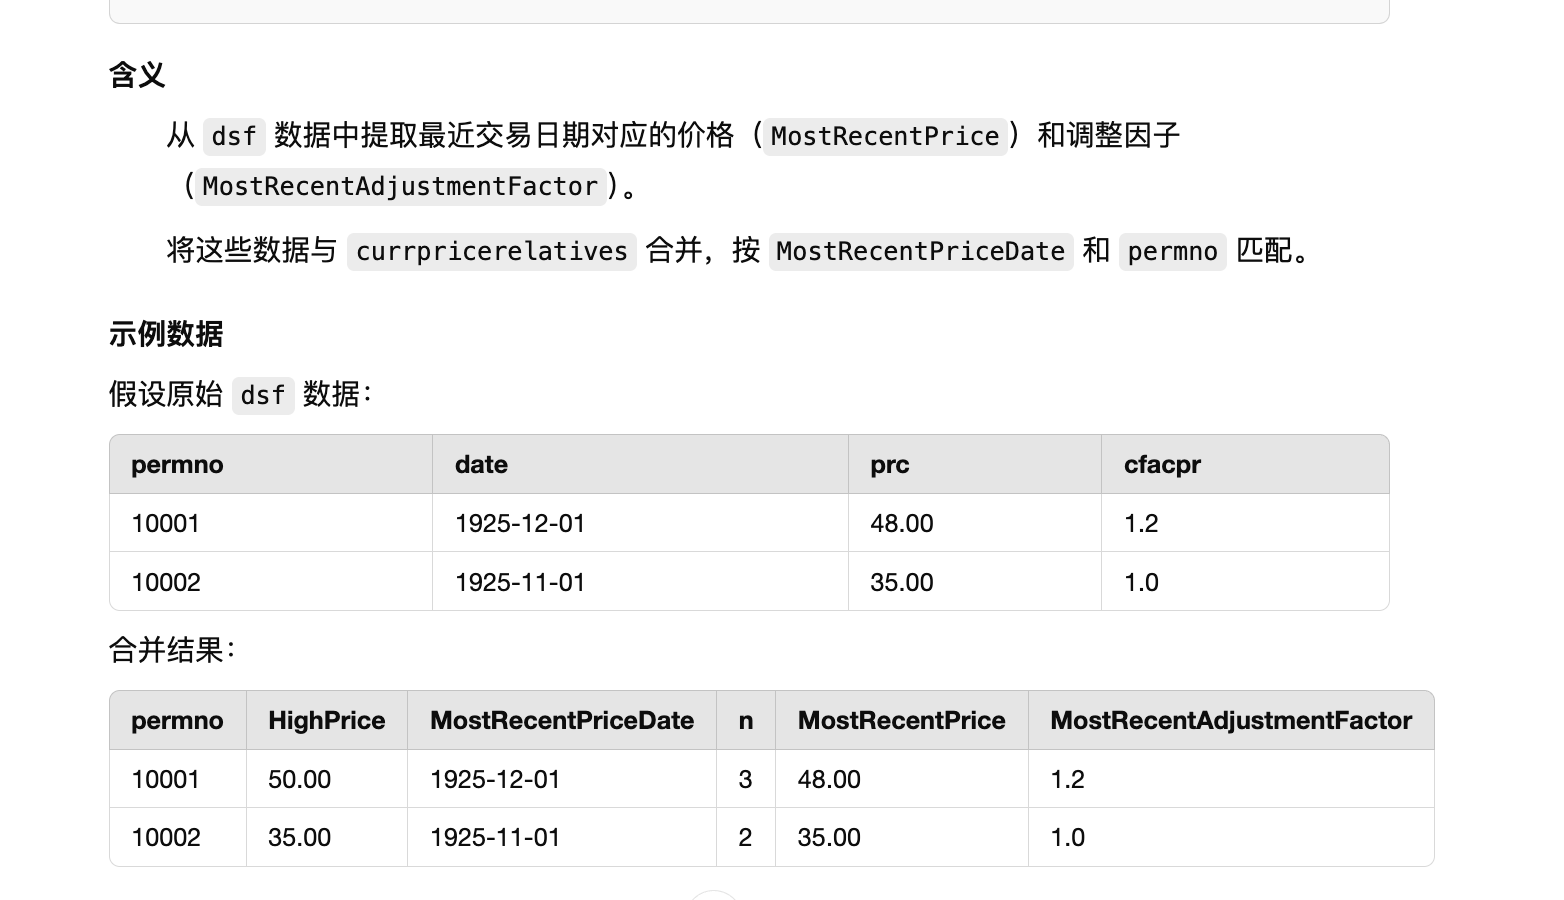 含义
从 dsf 数据中提取最近交易日期对应的价格（MostRecentPrice）和调整因子
（MostRecentAdjustmentFactor）。
将这些数据与 currpricerelatives 合并，按 MostRecentPriceDate 和 permno 匹配。
示例数据
假设原始 dsf 数据：
permno date prc cfacpr
10001 1925-12-01 48.00 1.2
10002 1925-11-01 35.00 1.0
合并结果：
permno HighPrice MostRecentPriceDate n MostRecentPrice MostRecentAdjustmentFactor
10001 50.00 1925-12-01 3 48.00 1.2
10002 35.00 1925-11-01 2 35.00 1.0